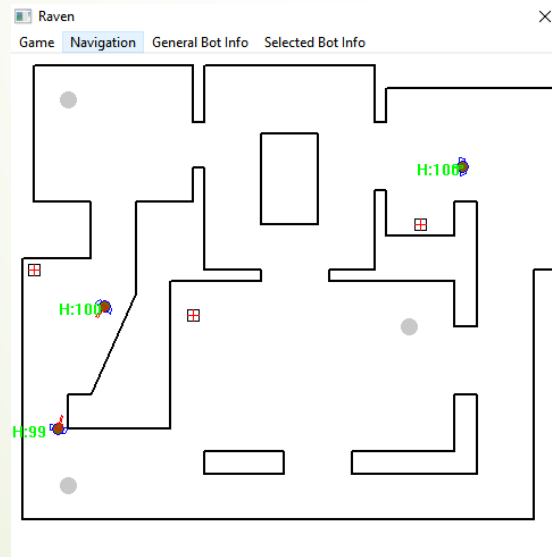 Raven
Game Navigation General Bot Info Selected Bot Info
H:100
H:100
H:99